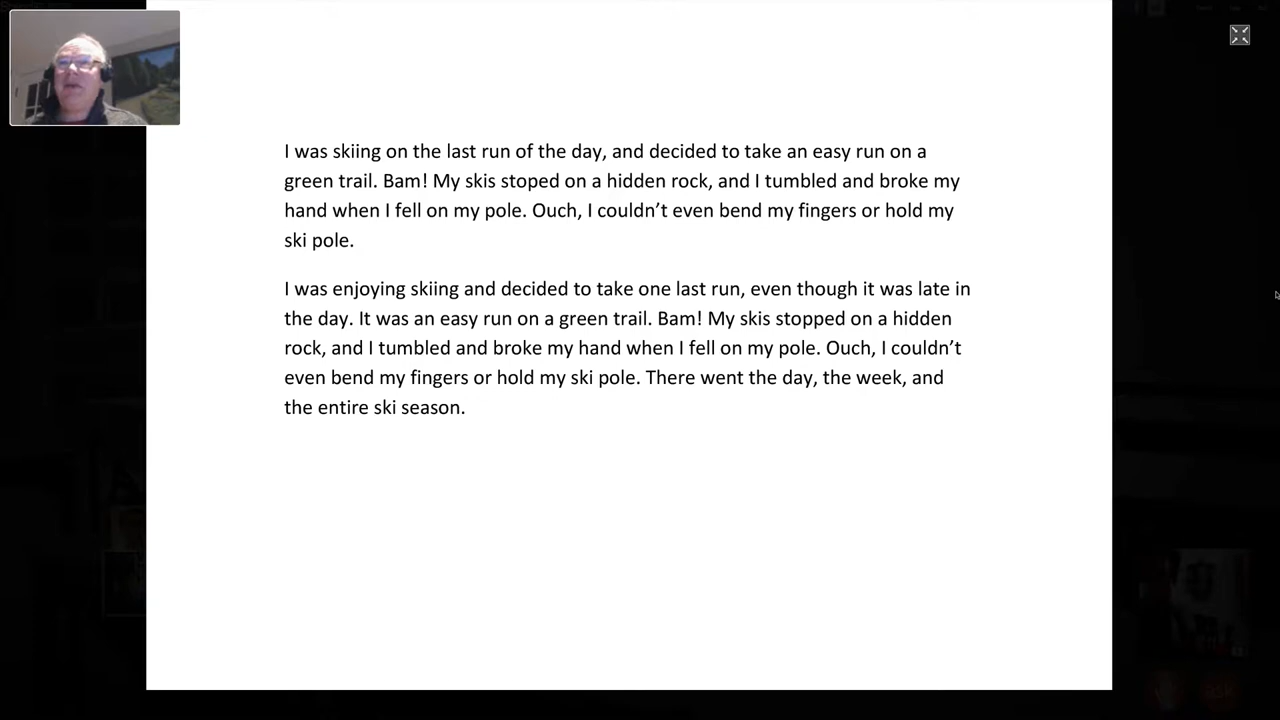 I was skiing on the last run of the day, and decided to take an easy run on a
green trail. Bam! My skis stoped on a hidden rock, and I tumbled and broke my
hand when I fell on my pole. Ouch, I couldn’t even bend my fingers or hold my
ski pole.
I was enjoying skiing and decided to take one last run, even though it was late in
the day. It was an easy run on a green trail. Bam! My skis stopped on a hidden
rock, and I tumbled and broke my hand when I fell on my pole. Ouch, I couldn’t
even bend my fingers or hold my ski pole. There went the day, the week, and
the entire ski season.